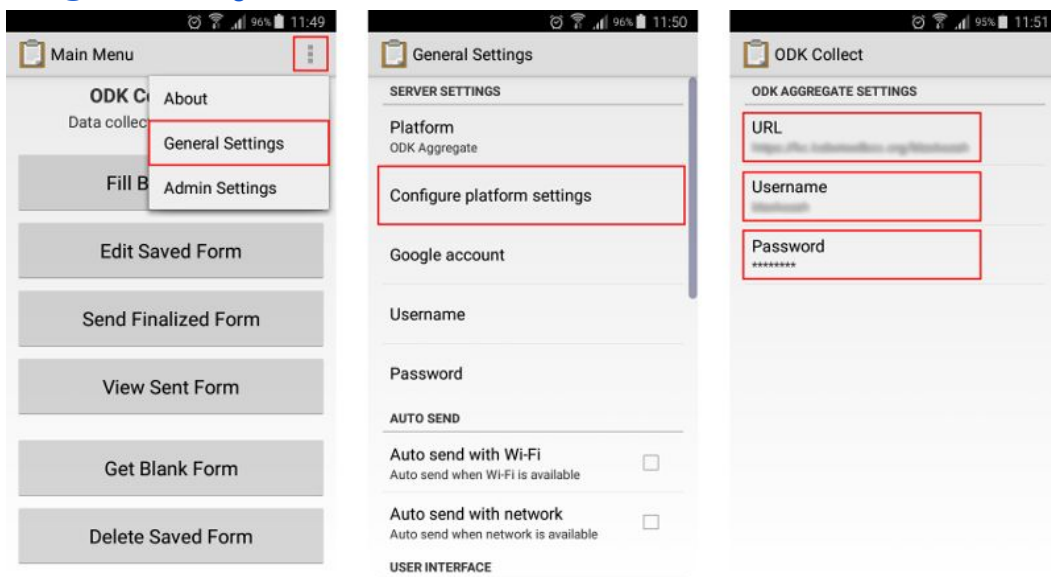 96% 11:49
Main Menu
ODK C
Data collec
About
General Settings
Admin Settings
Fill B
Edit Saved Form
Send Finalized Form
View Sent Form
Get Blank Form
Delete Saved Form
96% 11:50
General Settings
SERVER SETTINGS
Platform
ODK Aggregate
Configure platform settings
Google account
Username
Password
AUTO SEND
Auto send with Wi-Fi
Auto send when Wi-Fi is available
Auto send with network
Auto send when network is available
USER INTERFACE
95% 11:51
ODK Collect
ODK AGGREGATE SETTINGS
URL
Username
Password
********